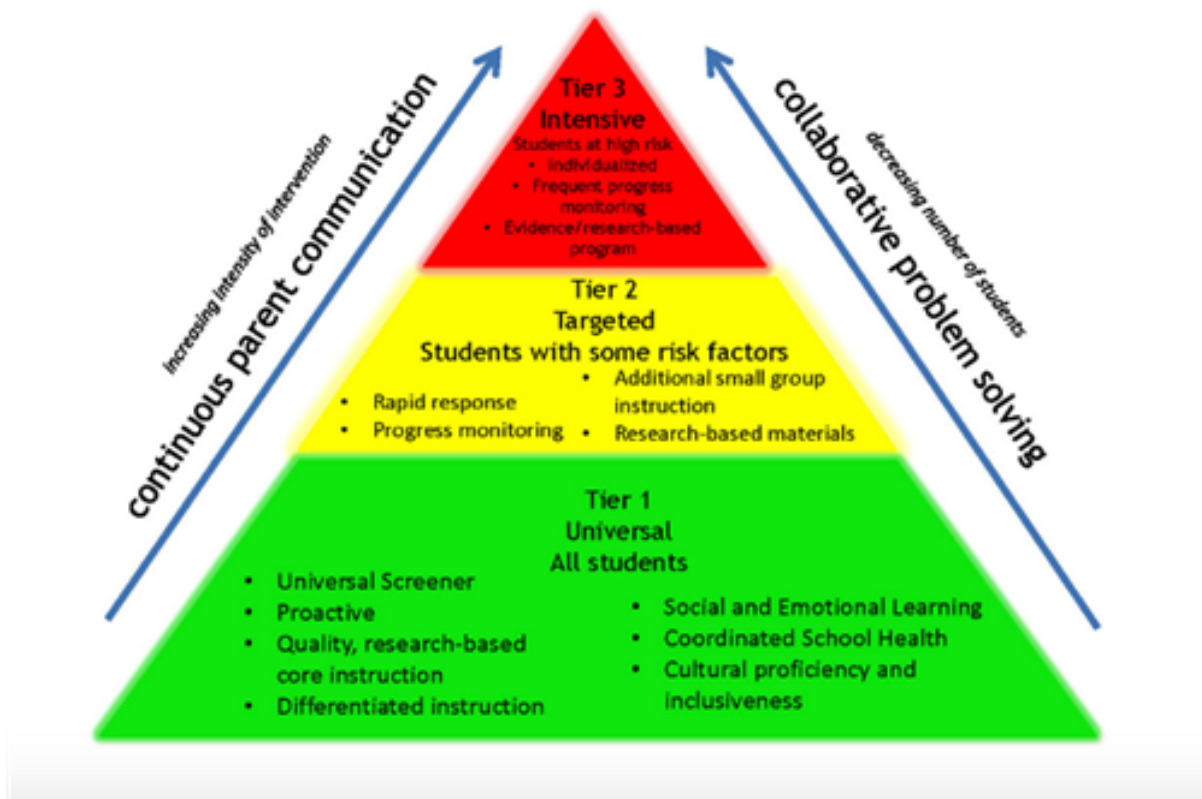 Tier 3
Intensive
Students at high risk
• Individualized
• Frequent progress
monitoring
• Evidence/research-based
program
Tier 2
Targeted
Students with some risk factors
• Rapid response
• Progress monitoring
• Additional small group
instruction
• Research-based materials
Tier 1
Universal
All students
• Universal Screener
• Proactive
• Quality, research-based
core instruction
• Differentiated instruction
• Social and Emotional Learning
• Coordinated School Health
• Cultural proficiency and
inclusiveness
Increasing intensity of intervention
continuous parent communication
decreasing number of students
collaborative problem solving